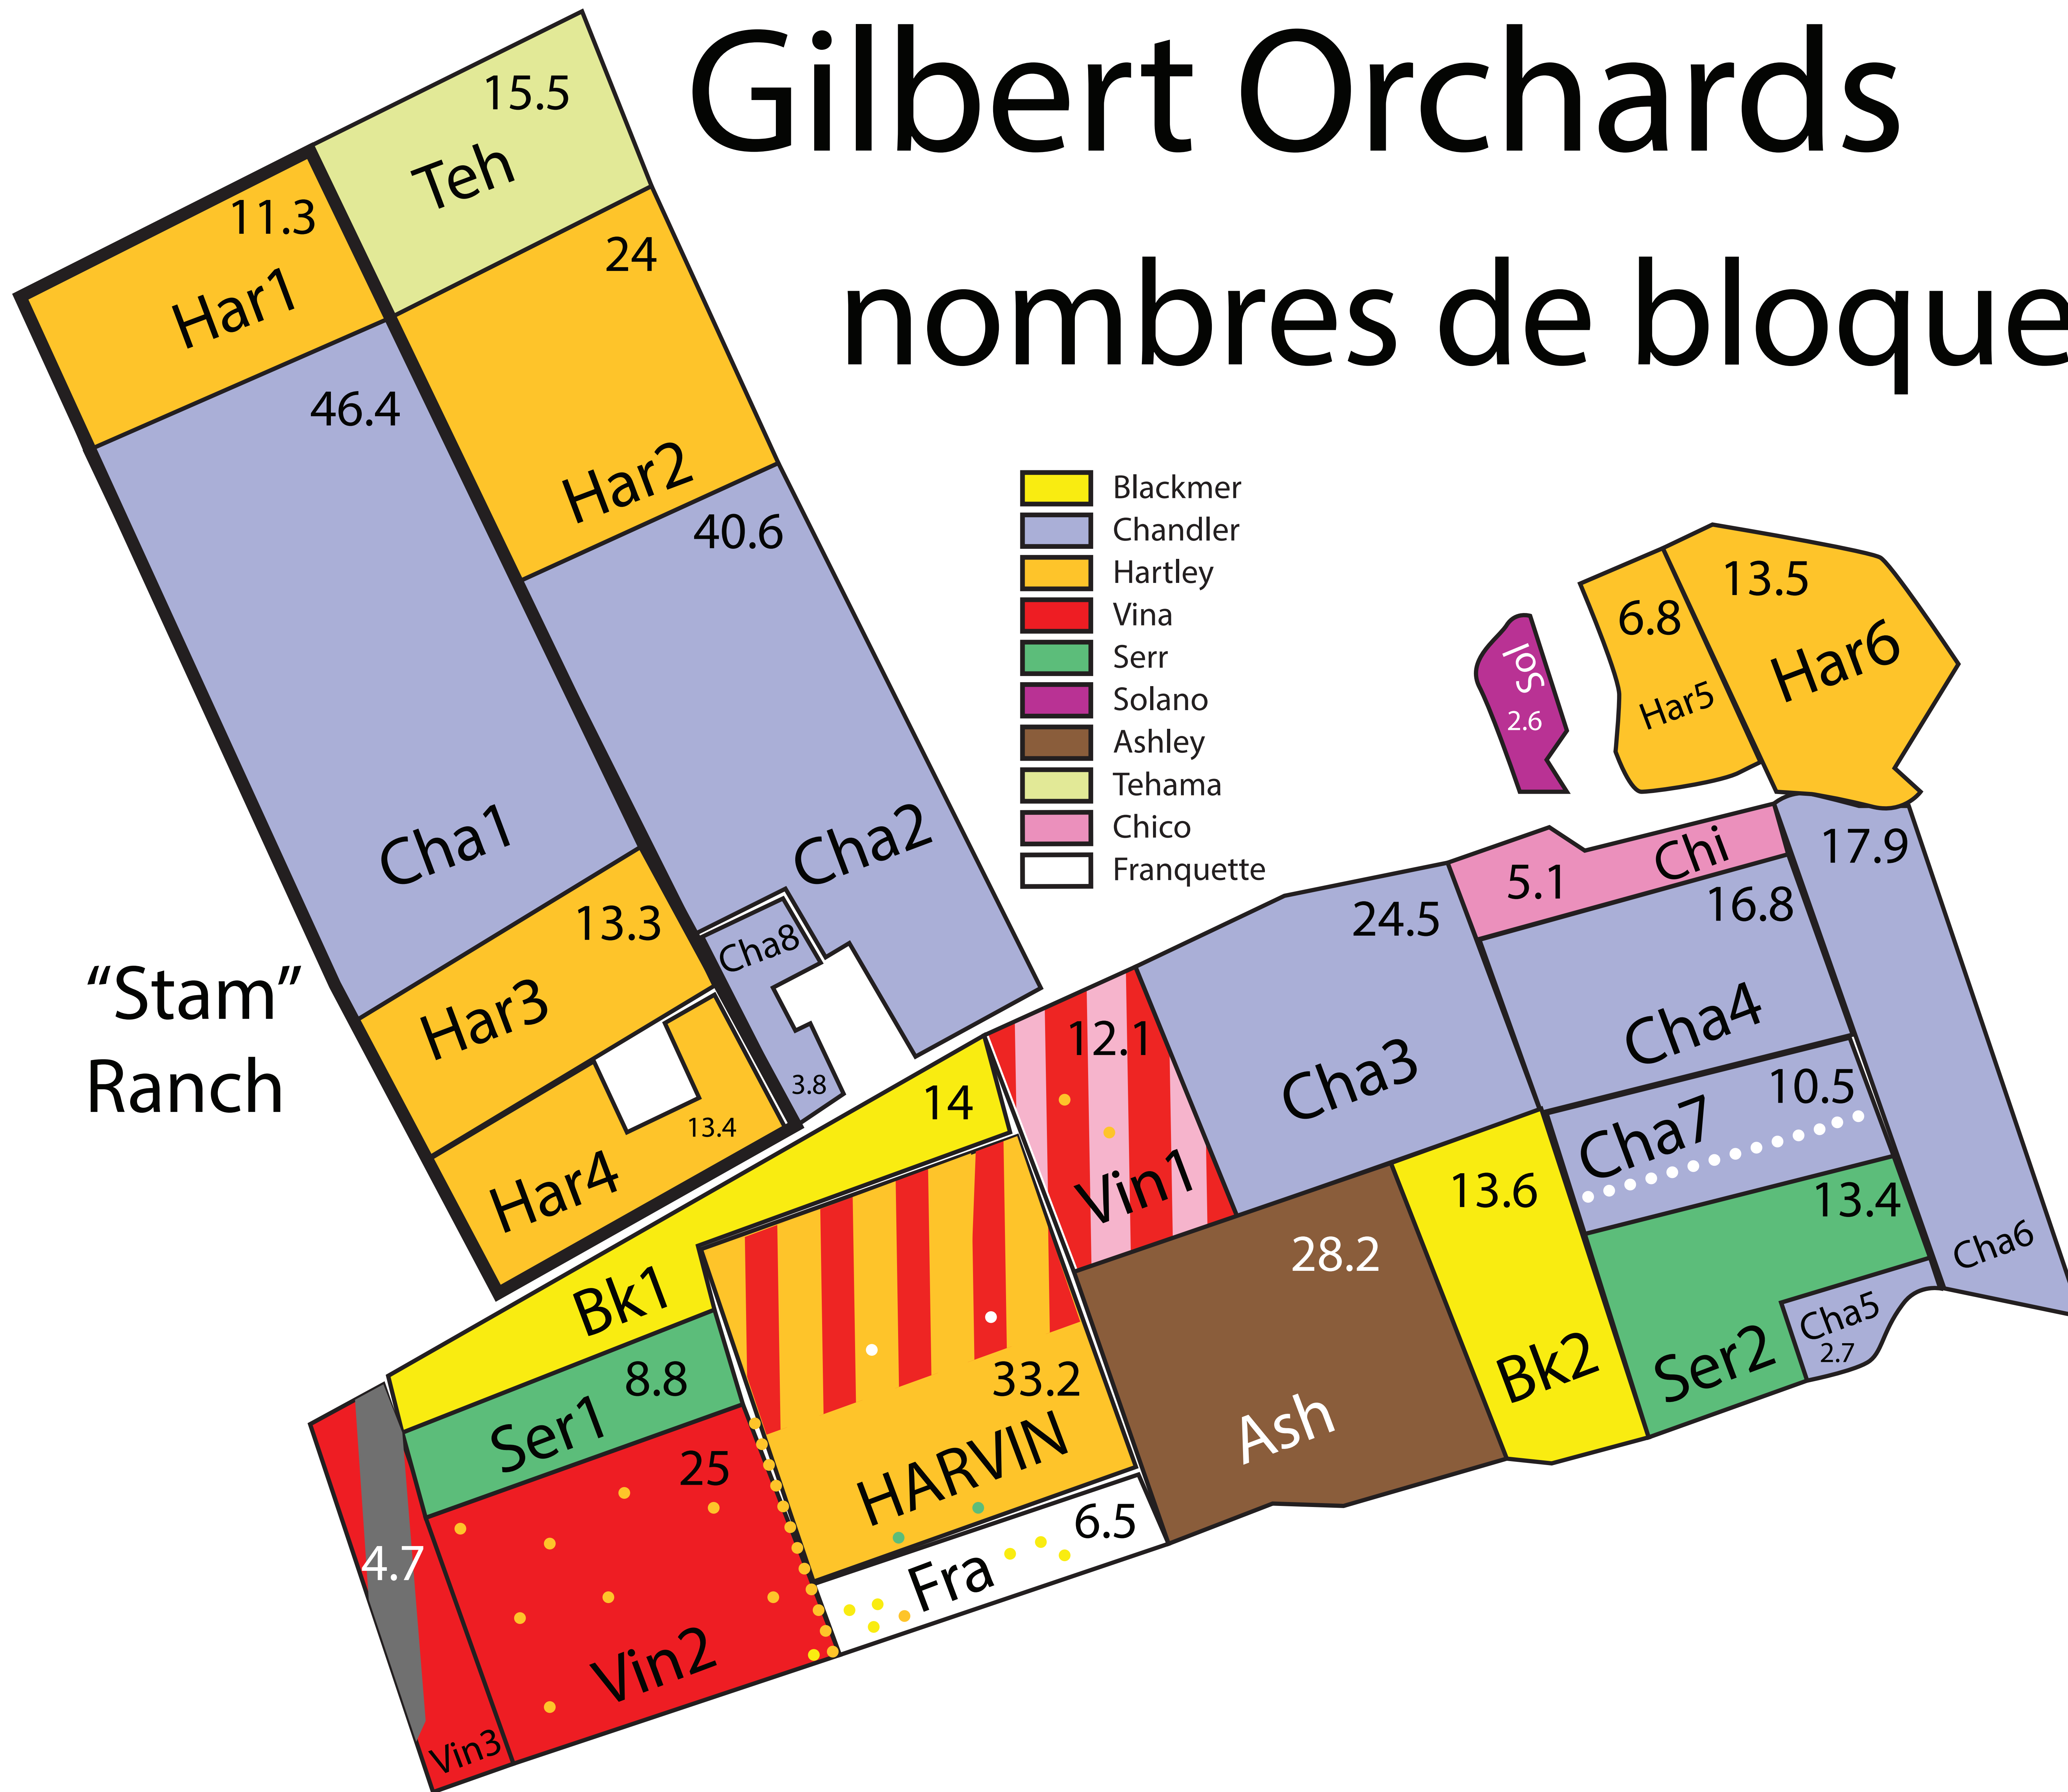 Gilbert Orchards
nombres de bloque
15.5
Teh
11.3
Har1
24
Har2
46.4
Cha1
40.6
Cha2
Blackmer
Chandler
Hartley
Vina
Serr
Solano
Ashley
Tehama
Chico
Franquette
Sol
2.6
6.8
Har5
13.5
Har6
"Stam"
Ranch
13.3
Har3
Cha8
3.8
13.4
Har4
14
Bk1
12.1
Vin1
24.5
Cha3
5.1
Chi
16.8
Cha4
17.9
Cha6
10.5
Cha7
13.4
Ser2
Cha5
2.7
13.6
Bk2
28.2
Ash
8.8
Ser1
33.2
HARVIN
25
Vin2
6.5
Fra
4.7
Vin3